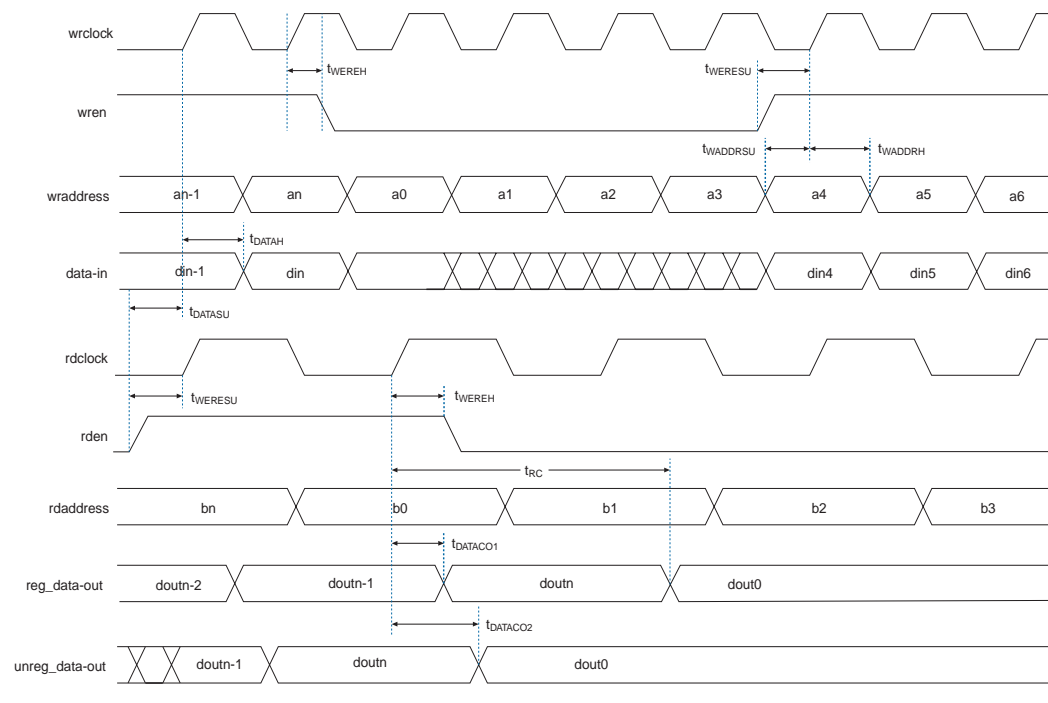 wrclock
tWEREH
tWERESU
wren
tWADDRSU
tWADDRH
wraddress an-1 an a0 a1 a2 a3 a4 a5 a6
tDATAH
data-in din-1 din din4 din5 din6
tDATASU
rdclock
tWERESU
tWEREH
rden
tRC
rdaddress bn b0 b1 b2 b3
tDATACO1
reg_data-out doutn-2 doutn-1 doutn dout0
tDATACO2
unreg_data-out doutn-1 doutn dout0